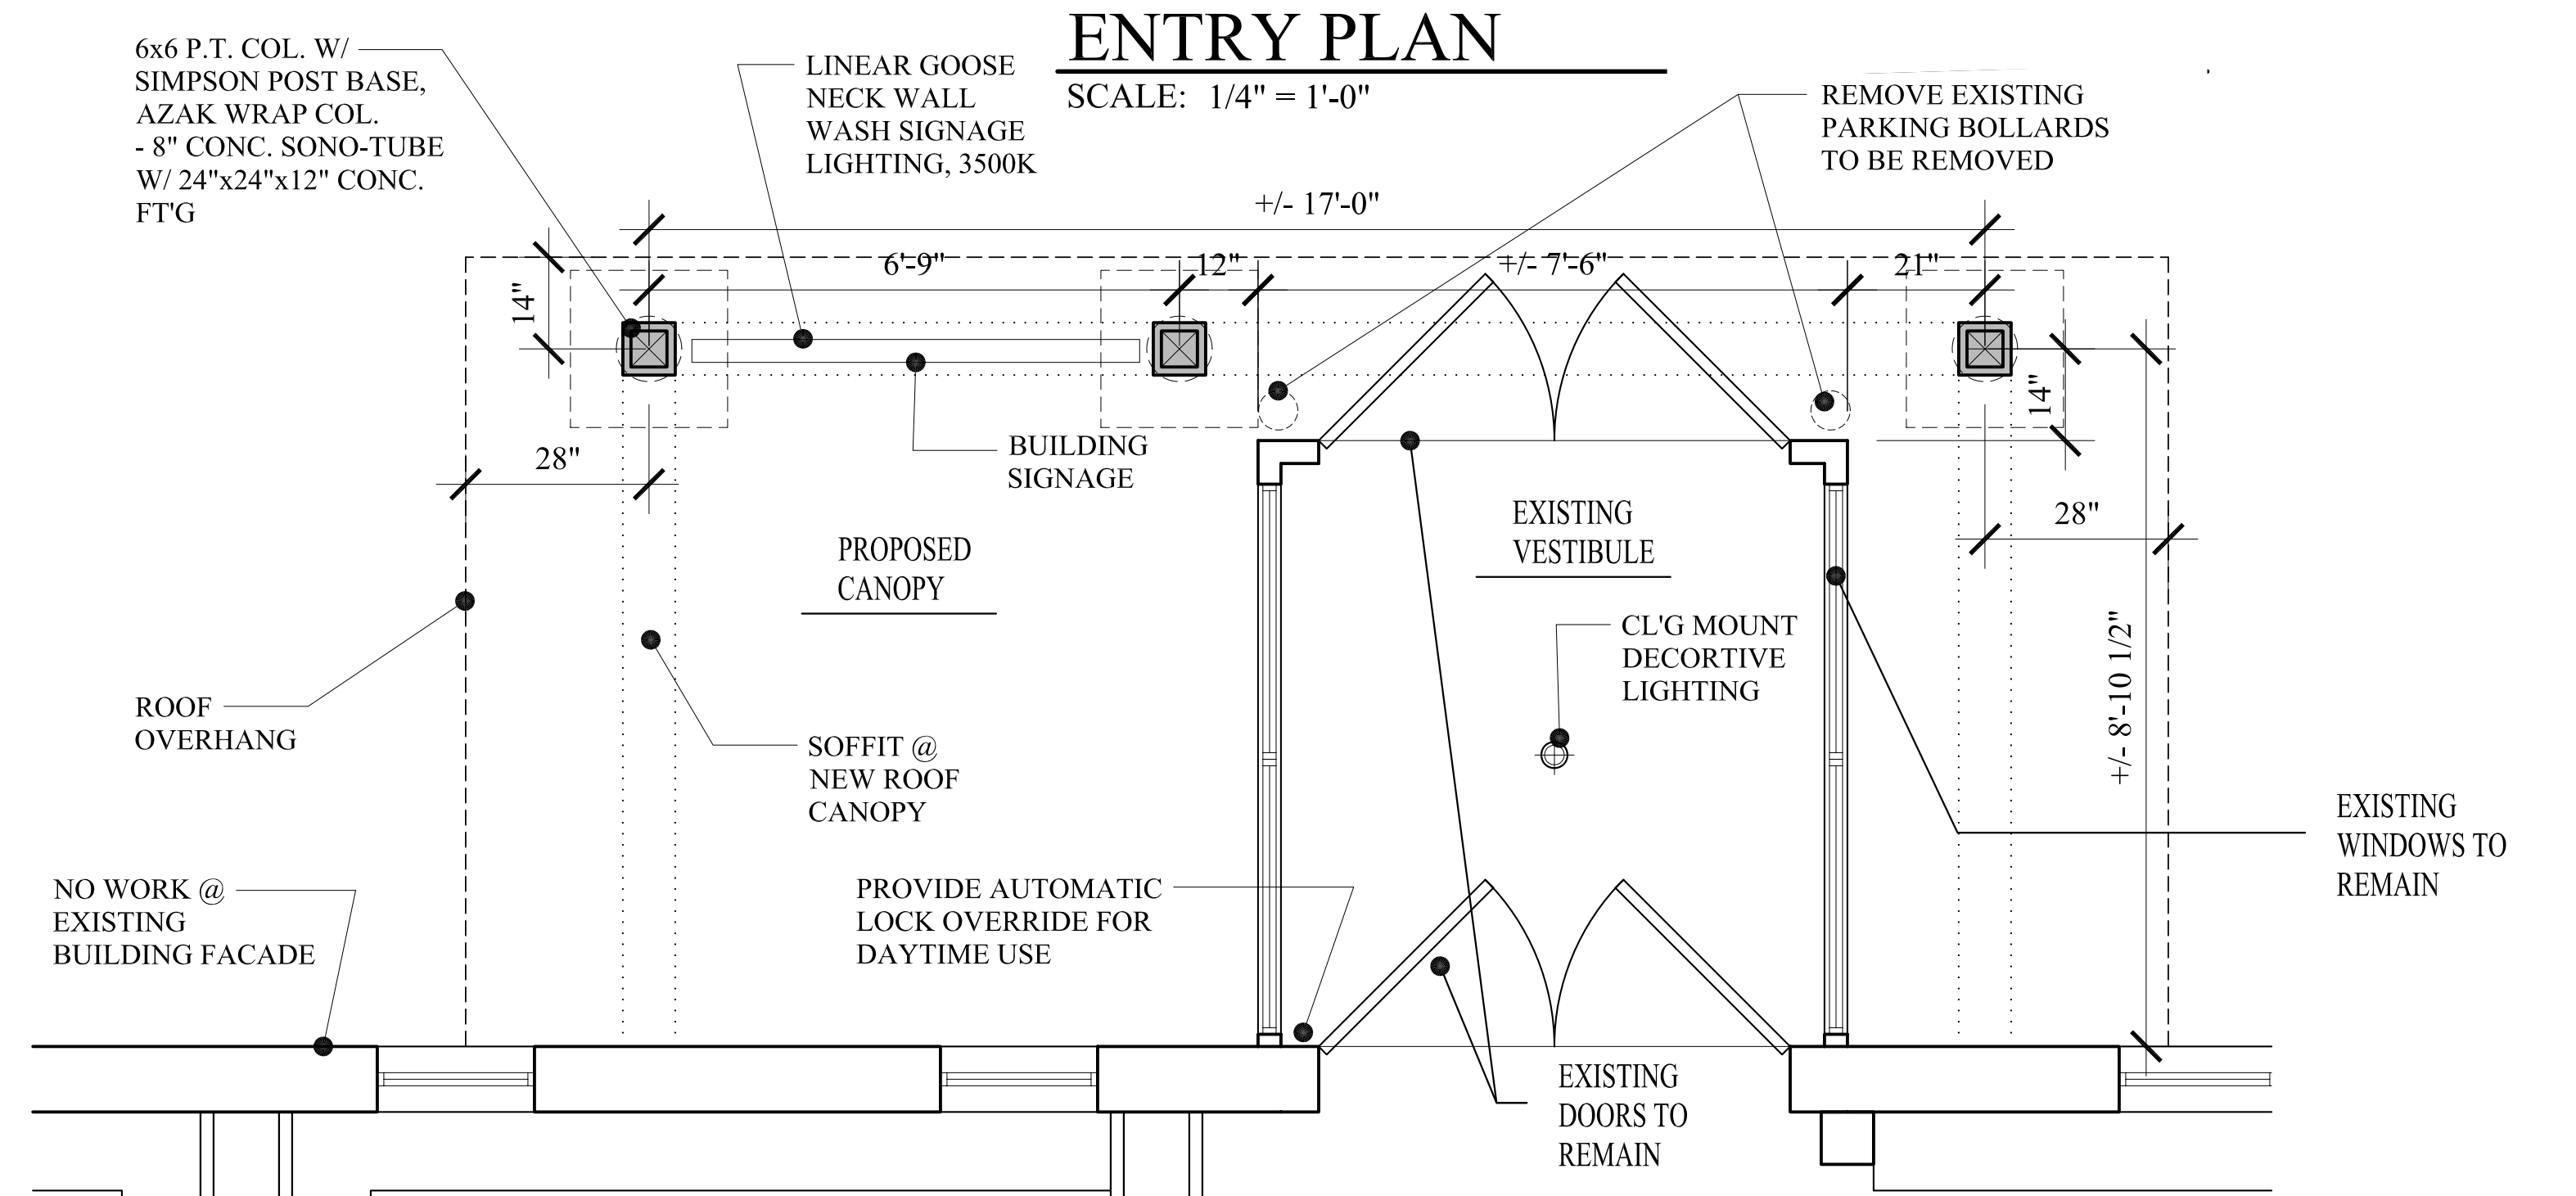 ENTRY PLAN
SCALE: 1/4" = 1'-0"
6x6 P.T. COL. W/
SIMPSON POST BASE,
AZAK WRAP COL.
- 8" CONC. SONO-TUBE
W/ 24"x24"x12" CONC.
FT'G
LINEAR GOOSE
NECK WALL
WASH SIGNAGE
LIGHTING, 3500K
REMOVE EXISTING
PARKING BOLLARDS
TO BE REMOVED
+/- 17'-0"
6'-9"
12"
+/- 7'-6"
21"
14"
14"
BUILDING
SIGNAGE
28"
28"
PROPOSED
CANOPY
EXISTING
VESTIBULE
CL'G MOUNT
DECORTIVE
LIGHTING
+/- 8'-10 1/2"
ROOF
OVERHANG
SOFFIT @
NEW ROOF
CANOPY
EXISTING
WINDOWS TO
REMAIN
NO WORK @
EXISTING
BUILDING FACADE
PROVIDE AUTOMATIC
LOCK OVERRIDE FOR
DAYTIME USE
EXISTING
DOORS TO
REMAIN